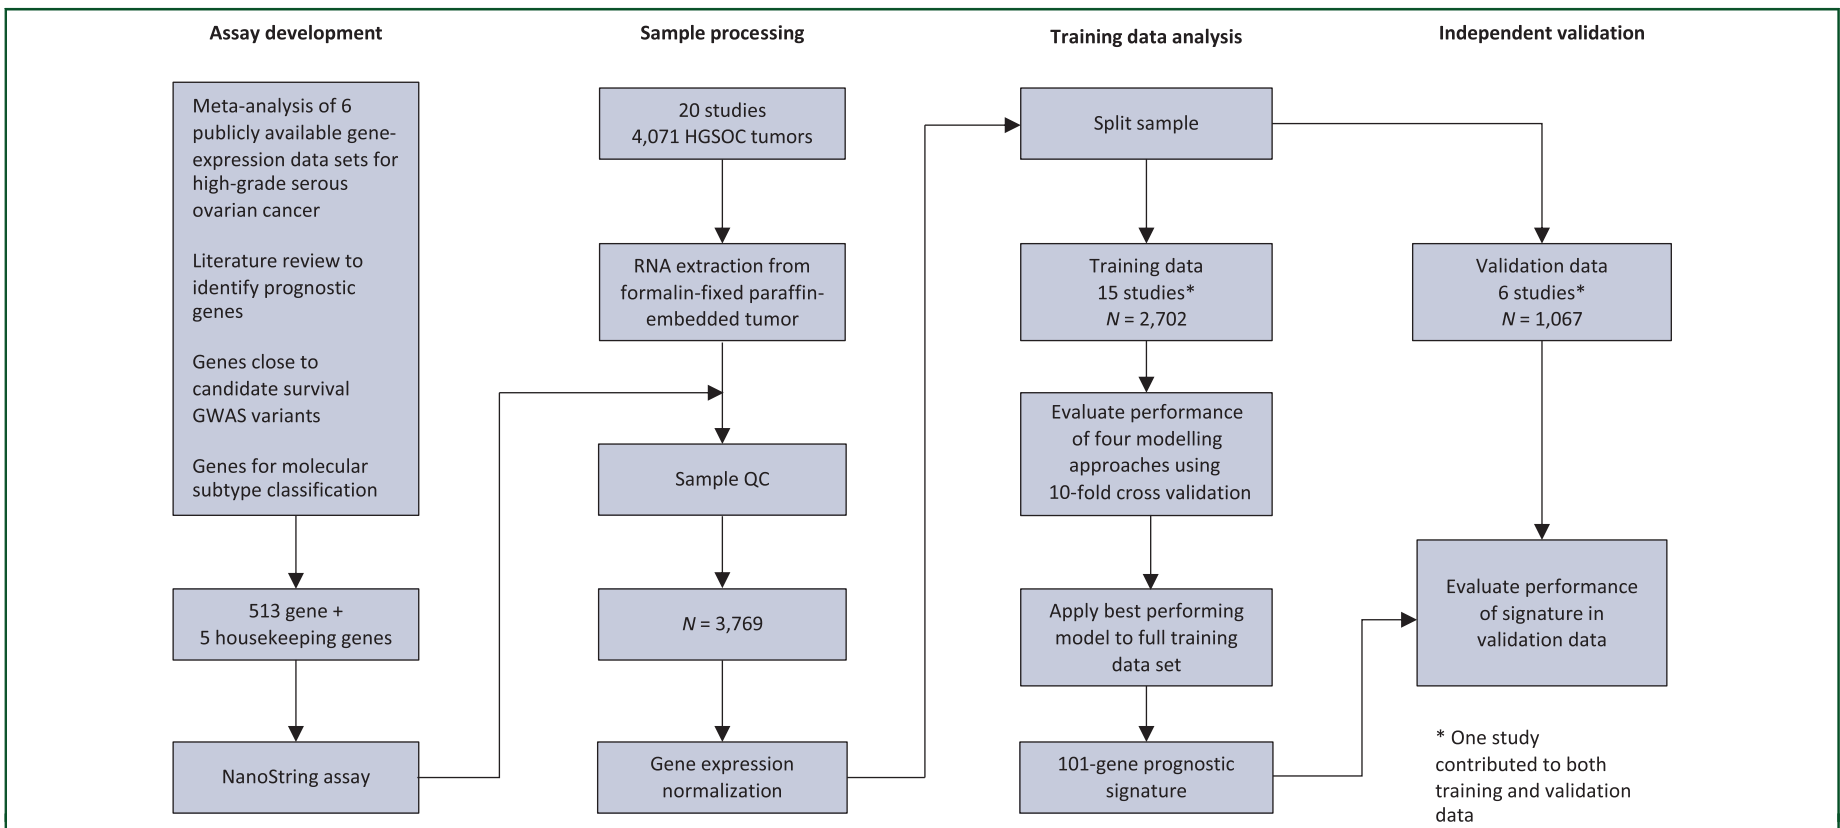 Assay development
Meta-analysis of 6
publicly available gene-
expression data sets for
high-grade serous
ovarian cancer
Literature review to
identify prognostic
genes
Genes close to
candidate survival
GWAS variants
Genes for molecular
subtype classification
513 gene +
5 housekeeping genes
NanoString assay
Sample processing
20 studies
4,071 HGSOC tumors
RNA extraction from
formalin-fixed paraffin-
embedded tumor
Sample QC
N = 3,769
Gene expression
normalization
Training data analysis
Split sample
Training data
15 studies*
N = 2,702
Evaluate performance
of four modelling
approaches using
10-fold cross validation
Apply best performing
model to full training
data set
101-gene prognostic
signature
Independent validation
Validation data
6 studies*
N = 1,067
Evaluate performance
of signature in
validation data
* One study
contributed to both
training and validation
data